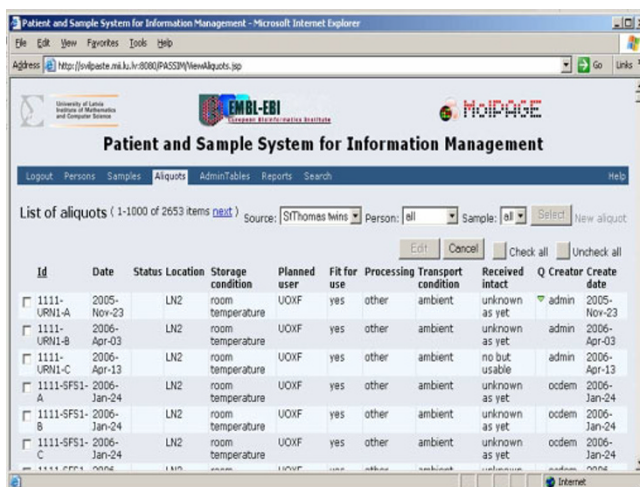 Patient and Sample System for Information Management - Microsoft Internet Explorer
File Edit View Favorites Tools Help
Address http://svilpaste.mii.lu.lv:8080/PASSIM/ViewAliquots.jsp Go Links
University of Latvia
Institute of Mathematics
and Computer Science
EMBL-EBI
European Bioinformatics Institute
MolPAGE
Patient and Sample System for Information Management
Logout Persons Samples Aliquots AdminTables Reports Search Help
List of aliquots ( 1-1000 of 2653 items next ) Source: StThomas twins Person: all Sample: all Select New aliquot
Edit Cancel Check all Uncheck all
Id Date Status Location Storage condition Planned user Fit for use Processing Transport condition Received intact Q Creator Create date
1111-URN1-A 2005-Nov-23 LN2 room temperature UOXF yes other ambient unknown as yet admin 2005-Nov-23
1111-URN1-B 2006-Apr-03 LN2 room temperature UOXF yes other ambient unknown as yet admin 2006-Apr-03
1111-URN1-C 2006-Apr-13 LN2 room temperature UOXF yes other ambient no but usable admin 2006-Apr-13
1111-SFS1-A 2006-Jan-24 LN2 room temperature UOXF yes other ambient unknown as yet ocdem 2006-Jan-24
1111-SFS1-B 2006-Jan-24 LN2 room temperature UOXF yes other ambient unknown as yet ocdem 2006-Jan-24
1111-SFS1-C 2006-Jan-24 LN2 room temperature UOXF yes other ambient unknown as yet ocdem 2006-Jan-24
Internet